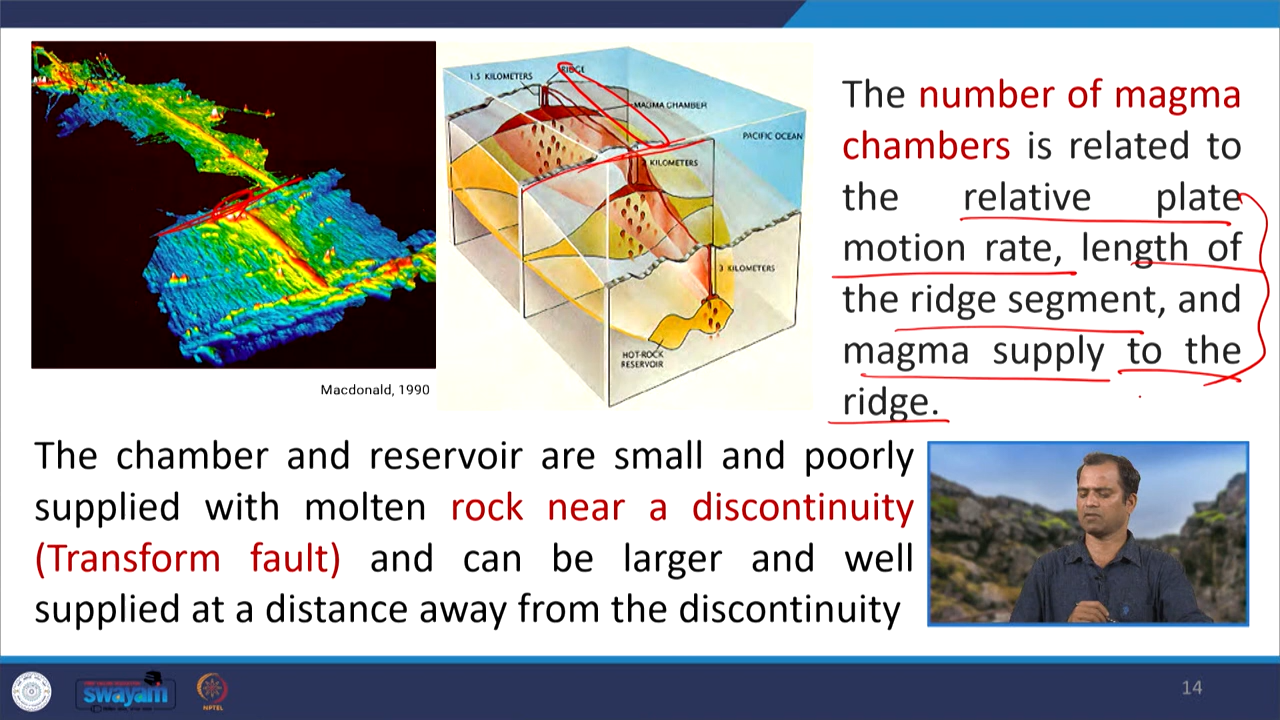 1.5 KILOMETERS
RIDGE
MAGMA CHAMBER
PACIFIC OCEAN
2 KILOMETERS
3 KILOMETERS
HOT-ROCK
RESERVOIR
Macdonald, 1990
The number of magma
chambers is related to
the relative plate
motion rate, length of
the ridge segment, and
magma supply to the
ridge.
The chamber and reservoir are small and poorly
supplied with molten rock near a discontinuity
(Transform fault) and can be larger and well
supplied at a distance away from the discontinuity
swayam
NPTEL
14